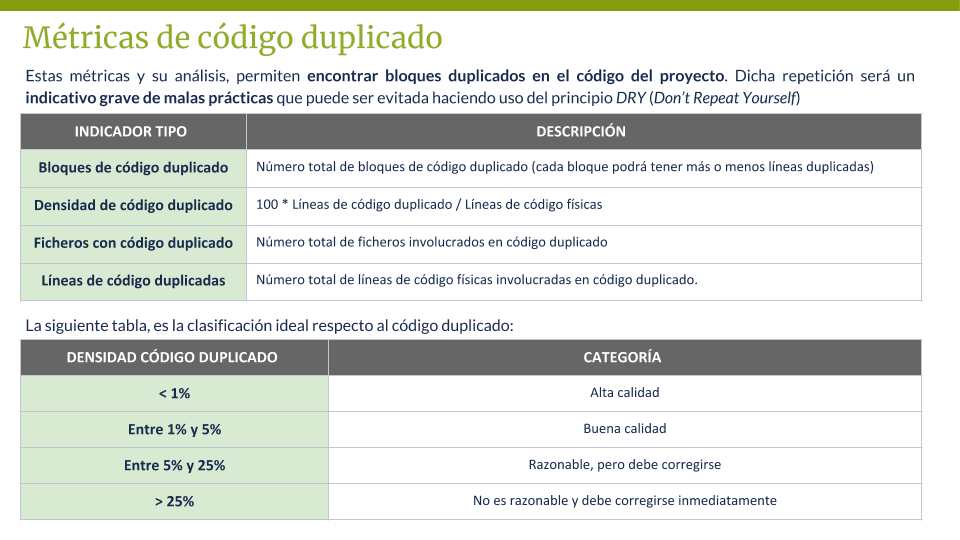 Métricas de código duplicado
Estas métricas y su análisis, permiten encontrar bloques duplicados en el código del proyecto. Dicha repetición será un
indicativo grave de malas prácticas que puede ser evitada haciendo uso del principio DRY (Don't Repeat Yourself)
INDICADOR TIPO DESCRIPCIÓN
Bloques de código duplicado Número total de bloques de código duplicado (cada bloque podrá tener más o menos líneas duplicadas)
Densidad de código duplicado 100 * Líneas de código duplicado / Líneas de código físicas
Ficheros con código duplicado Número total de ficheros involucrados en código duplicado
Líneas de código duplicadas Número total de líneas de código físicas involucradas en código duplicado.
La siguiente tabla, es la clasificación ideal respecto al código duplicado:
DENSIDAD CÓDIGO DUPLICADO CATEGORÍA
< 1% Alta calidad
Entre 1% y 5% Buena calidad
Entre 5% y 25% Razonable, pero debe corregirse
> 25% No es razonable y debe corregirse inmediatamente